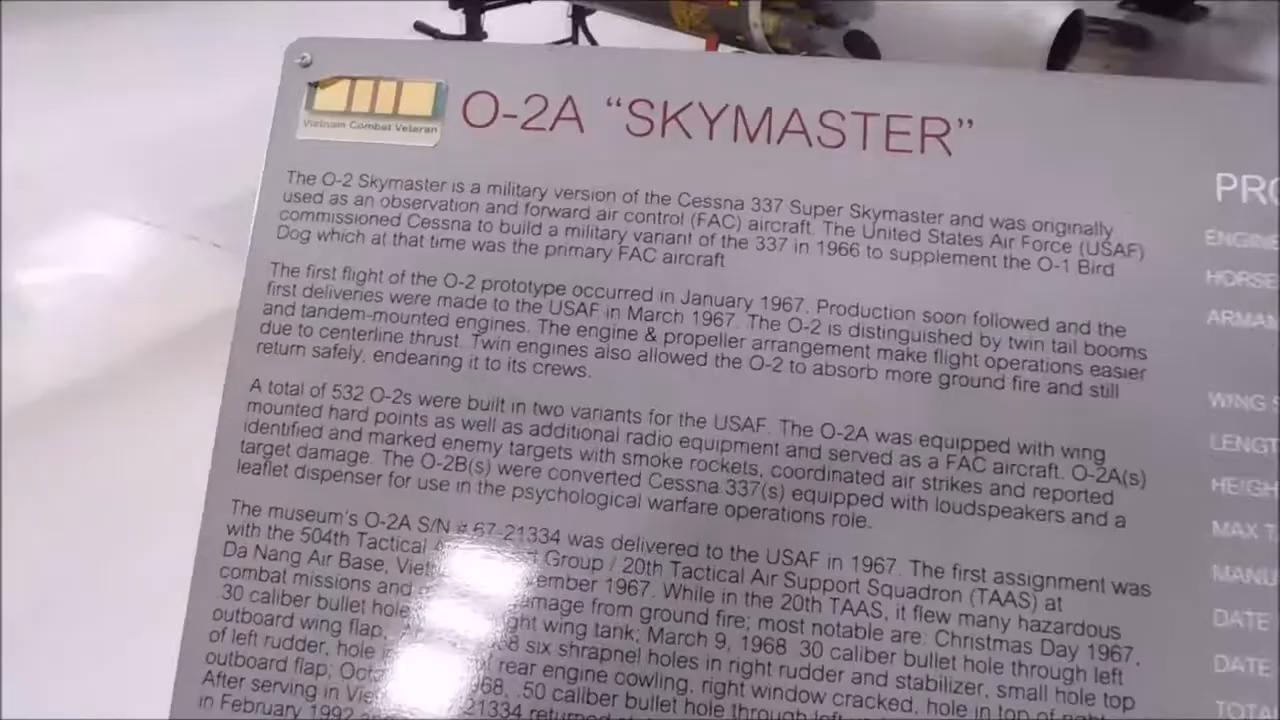 Vietnam Combat Veteran
O-2A “SKYMASTER”
The O-2 Skymaster is a military version of the Cessna 337 Super Skymaster and was originally
used as an observation and forward air control (FAC) aircraft. The United States Air Force (USAF)
commissioned Cessna to build a military variant of the 337 in 1966 to supplement the O-1 Bird
Dog which at that time was the primary FAC aircraft
The first flight of the O-2 prototype occurred in January 1967. Production soon followed and the
first deliveries were made to the USAF in March 1967. The O-2 is distinguished by twin tail booms
and tandem-mounted engines. The engine & propeller arrangement make flight operations easier
due to centerline thrust. Twin engines also allowed the O-2 to absorb more ground fire and still
return safely, endearing it to its crews.
A total of 532 O-2s were built in two variants for the USAF. The O-2A was equipped with wing
mounted hard points as well as additional radio equipment and served as a FAC aircraft. O-2A(s)
identified and marked enemy targets with smoke rockets, coordinated air strikes and reported
target damage. The O-2B(s) were converted Cessna 337(s) equipped with loudspeakers and a
leaflet dispenser for use in the psychological warfare operations role.
The museum's O-2A S/N # 67-21334 was delivered to the USAF in 1967. The first assignment was
with the 504th Tactical Group / 20th Tactical Air Support Squadron (TAAS) at
Da Nang Air Base, 1967. While in the 20th TAAS, it flew many hazardous
combat missions and from ground fire; most notable are: Christmas Day 1967,
.30 caliber bullet hole wing tank; March 9, 1968 .30 caliber bullet hole through left
outboard wing flap, six shrapnel holes in right rudder and stabilizer, small hole top
of left rudder, hole rear engine cowling, right window cracked, hole in top of
outboard flap; .50 caliber bullet hole through
After serving in 21334
in February 1992
PRO
ENGINE
HORSE
ARMAM
WING S
LENGT
HEIGH
MAX T
MANU
DATE
DATE
TOTA